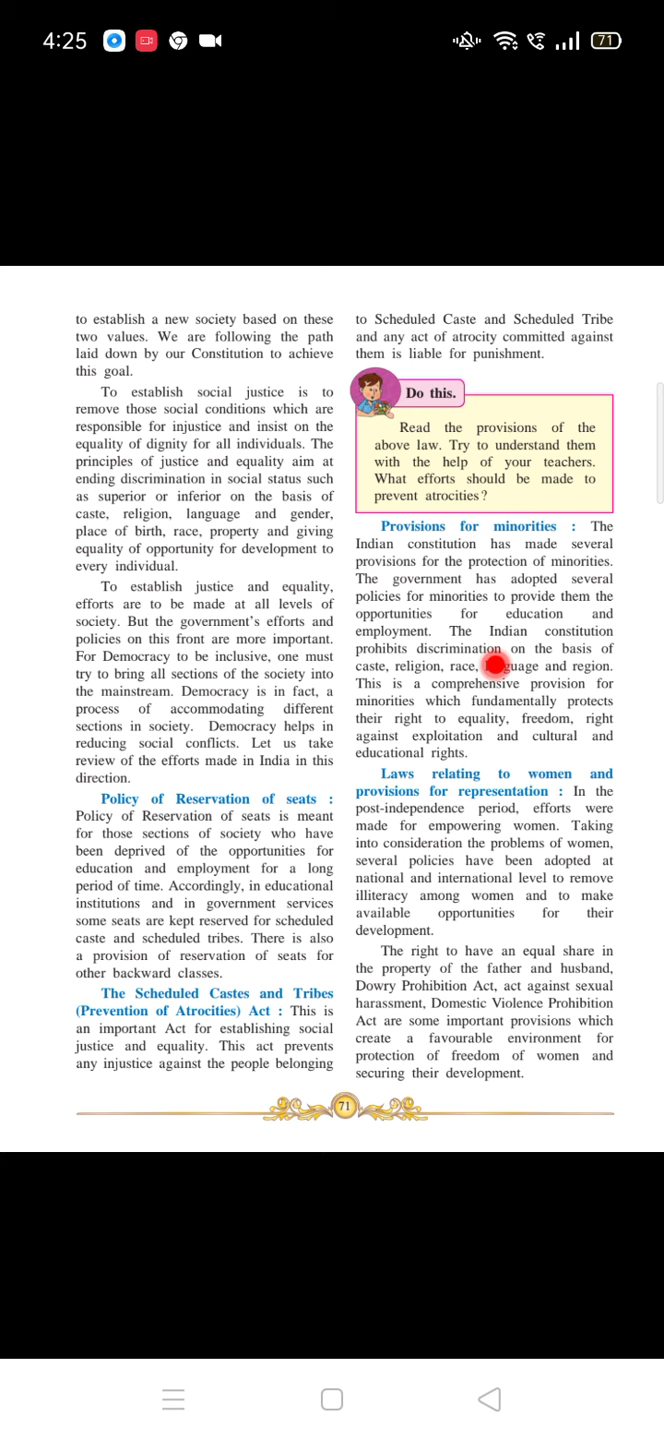 4:25
71
to establish a new society based on these
two values. We are following the path
laid down by our Constitution to achieve
this goal.
To establish social justice is to
remove those social conditions which are
responsible for injustice and insist on the
equality of dignity for all individuals. The
principles of justice and equality aim at
ending discrimination in social status such
as superior or inferior on the basis of
caste, religion, language and gender,
place of birth, race, property and giving
equality of opportunity for development to
every individual.
To establish justice and equality,
efforts are to be made at all levels of
society. But the government's efforts and
policies on this front are more important.
For Democracy to be inclusive, one must
try to bring all sections of the society into
the mainstream. Democracy is in fact, a
process of accommodating different
sections in society. Democracy helps in
reducing social conflicts. Let us take
review of the efforts made in India in this
direction.
Policy of Reservation of seats :
Policy of Reservation of seats is meant
for those sections of society who have
been deprived of the opportunities for
education and employment for a long
period of time. Accordingly, in educational
institutions and in government services
some seats are kept reserved for scheduled
caste and scheduled tribes. There is also
a provision of reservation of seats for
other backward classes.
The Scheduled Castes and Tribes
(Prevention of Atrocities) Act : This is
an important Act for establishing social
justice and equality. This act prevents
any injustice against the people belonging
to Scheduled Caste and Scheduled Tribe
and any act of atrocity committed against
them is liable for punishment.
Do this.
Read the provisions of the
above law. Try to understand them
with the help of your teachers.
What efforts should be made to
prevent atrocities ?
Provisions for minorities : The
Indian constitution has made several
provisions for the protection of minorities.
The government has adopted several
policies for minorities to provide them the
opportunities for education and
employment. The Indian constitution
prohibits discrimination on the basis of
caste, religion, race, guage and region.
This is a comprehensive provision for
minorities which fundamentally protects
their right to equality, freedom, right
against exploitation and cultural and
educational rights.
Laws relating to women and
provisions for representation : In the
post-independence period, efforts were
made for empowering women. Taking
into consideration the problems of women,
several policies have been adopted at
national and international level to remove
illiteracy among women and to make
available opportunities for their
development.
The right to have an equal share in
the property of the father and husband,
Dowry Prohibition Act, act against sexual
harassment, Domestic Violence Prohibition
Act are some important provisions which
create a favourable environment for
protection of freedom of women and
securing their development.
71